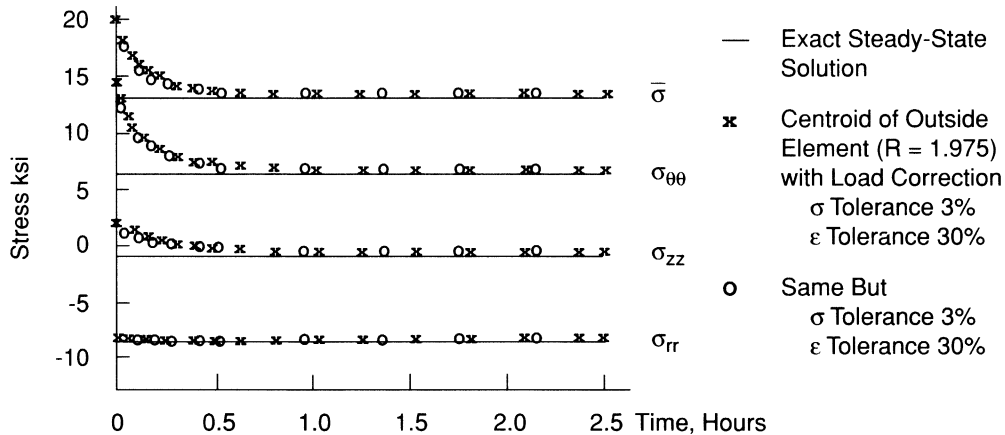 20
15
10
5
0
-5
-10
Stress ksi
0 0.5 1.0 1.5 2.0 2.5 Time, Hours
σ̅
σθθ
σzz
σrr
Exact Steady-State
Solution
Centroid of Outside
Element (R = 1.975)
with Load Correction
σ Tolerance 3%
ε Tolerance 30%
Same But
σ Tolerance 3%
ε Tolerance 30%